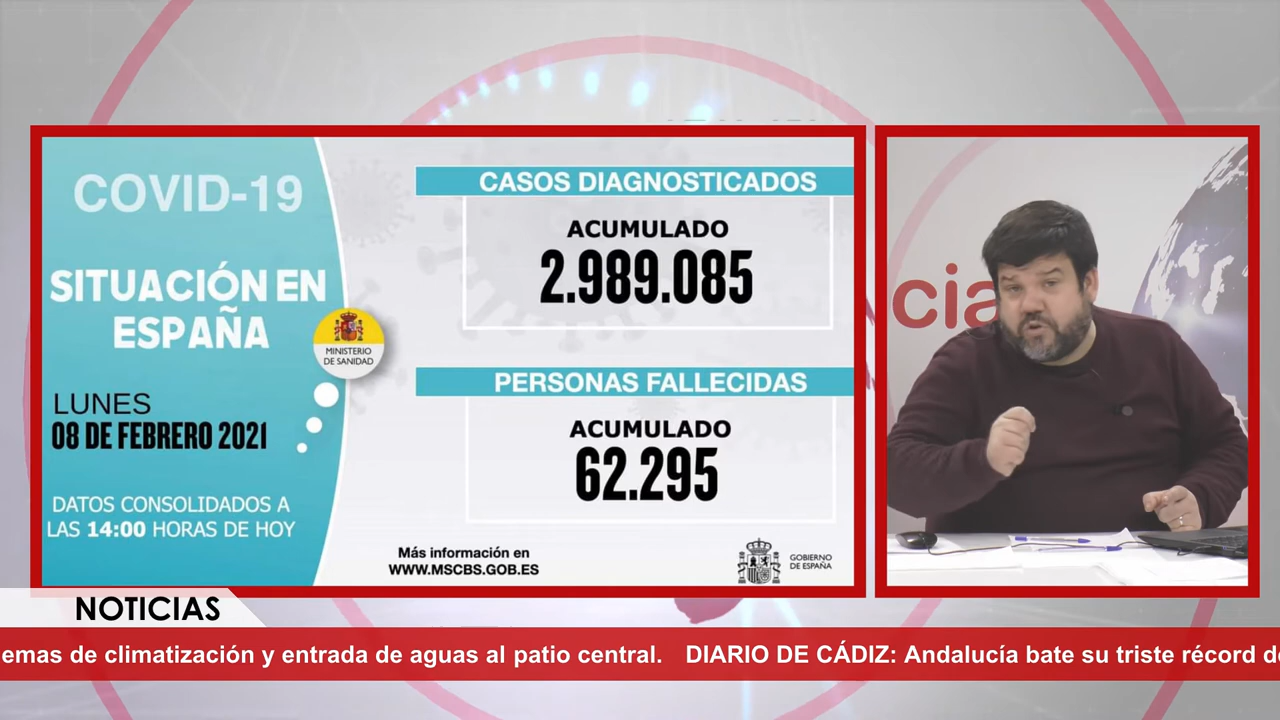 COVID-19
SITUACIÓN EN
ESPAÑA
MINISTERIO
DE SANIDAD
LUNES
08 DE FEBRERO 2021
DATOS CONSOLIDADOS A
LAS 14:00 HORAS DE HOY
CASOS DIAGNOSTICADOS
ACUMULADO
2.989.085
PERSONAS FALLECIDAS
ACUMULADO
62.295
Más información en
WWW.MSCBS.GOB.ES
GOBIERNO
DE ESPAÑA
cia
NOTICIAS
emas de climatización y entrada de aguas al patio central. DIARIO DE CÁDIZ: Andalucía bate su triste récord de